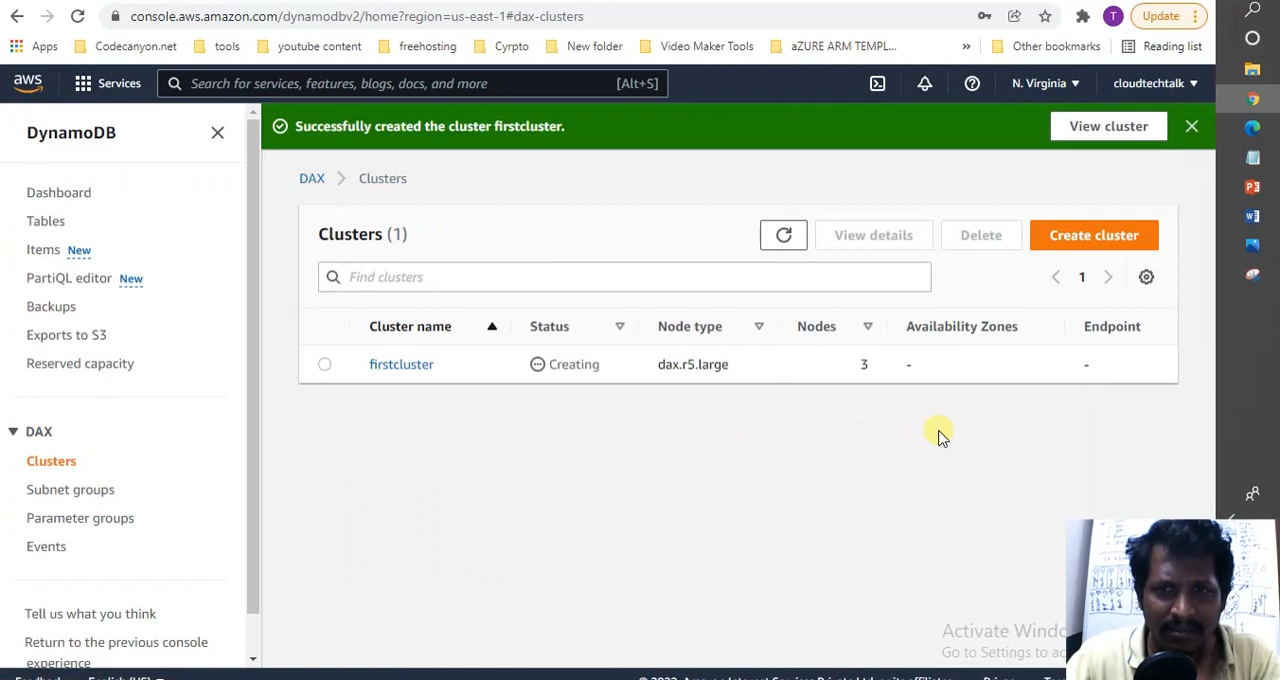 console.aws.amazon.com/dynamodbv2/home?region=us-east-1#dax-clusters
Update
Apps
Codecanyon.net
tools
youtube content
freehosting
Cyrpto
New folder
Video Maker Tools
aZURE ARM TEMPL...
»
Other bookmarks
Reading list
aws
Services
Search for services, features, blogs, docs, and more
[Alt+S]
N. Virginia
cloudtechtalk
DynamoDB
Successfully created the cluster firstcluster.
View cluster
Dashboard
Tables
Items New
PartiQL editor New
Backups
Exports to S3
Reserved capacity
DAX
Clusters
Subnet groups
Parameter groups
Events
Tell us what you think
Return to the previous console
experience
DAX
Clusters
Clusters (1)
View details
Delete
Create cluster
Find clusters
1
Cluster name
Status
Node type
Nodes
Availability Zones
Endpoint
firstcluster
Creating
dax.r5.large
3
-
-
Activate Windo
Go to Settings to ac